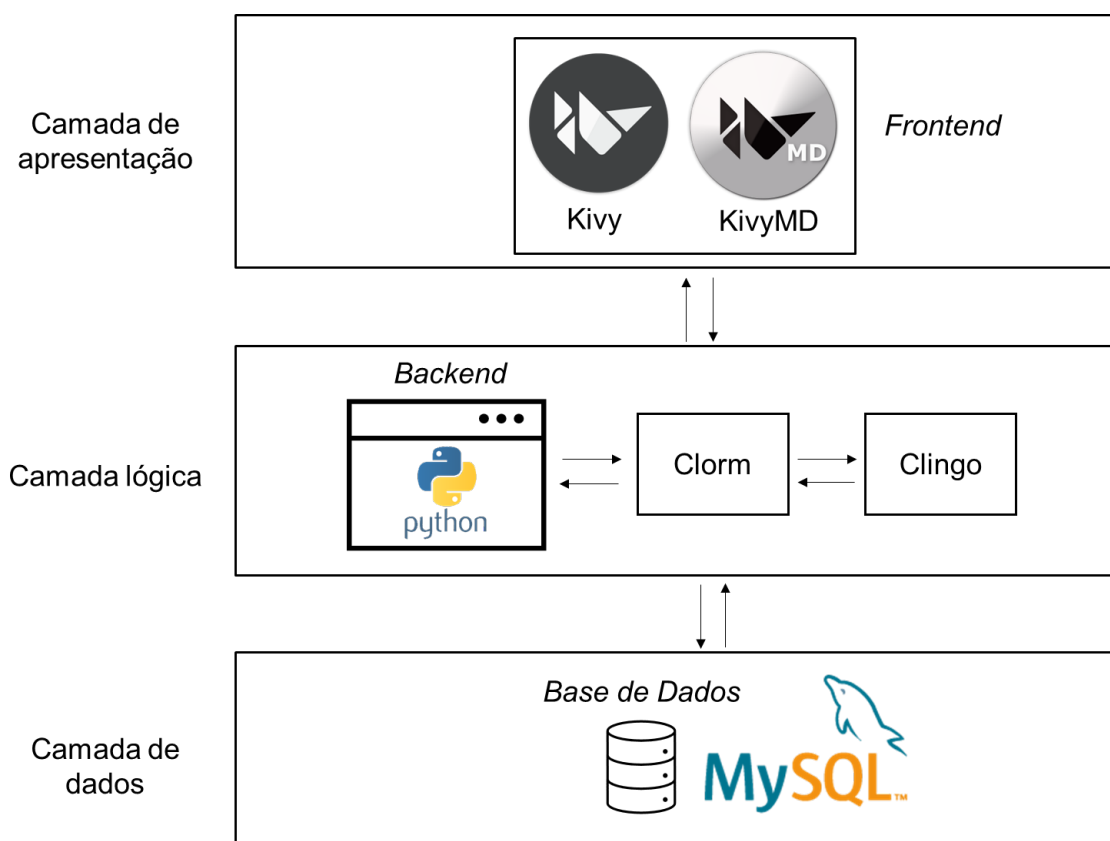 Camada de
apresentação
Frontend
MD
Kivy
KivyMD
Backend
Camada lógica
python
Clorm
Clingo
Base de Dados
Camada de
dados
MySQL™